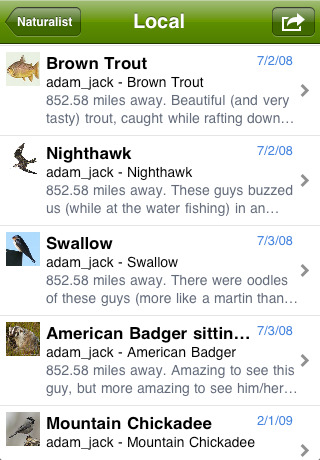 Naturalist
Local
Brown Trout
7/2/08
adam_jack - Brown Trout
852.58 miles away. Beautiful (and very
tasty) trout, caught while rafting down…
Nighthawk
7/2/08
adam_jack - Nighthawk
852.58 miles away. These guys buzzed
us (while at the water fishing) in an…
Swallow
7/3/08
adam_jack - Swallow
852.58 miles away. There were oodles
of these guys (more like a martin than…
American Badger sittin…
7/3/08
adam_jack - American Badger
852.58 miles away. Amazing to see this
guy, but more amazing to see him/her…
Mountain Chickadee
2/1/09
adam_jack - Mountain Chickadee